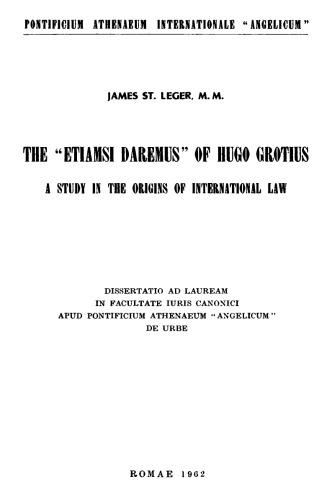 PONTIFICIUM ATHENAEUM INTERNATIONALE "ANGELICUM"
JAMES ST. LEGER, M. M.
THE "ETIAMSI DAREMUS" OF HUGO GROTIUS
A STUDY IN THE ORIGINS OF INTERNATIONAL LAW
DISSERTATIO AD LAUREAM
IN FACULTATE IURIS CANONICI
APUD PONTIFICIUM ATHENAEUM "ANGELICUM"
DE URBE
ROMAE 1962